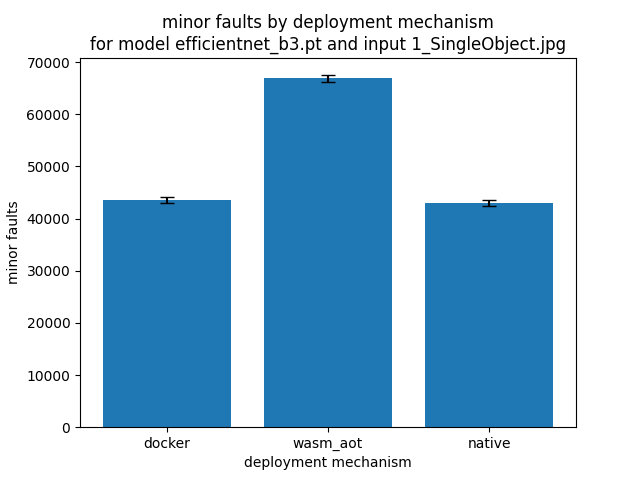 minor faults by deployment mechanism
for model efficientnet_b3.pt and input 1_SingleObject.jpg
70000
60000
50000
40000
30000
20000
10000
0
minor faults
docker
wasm_aot
native
deployment mechanism